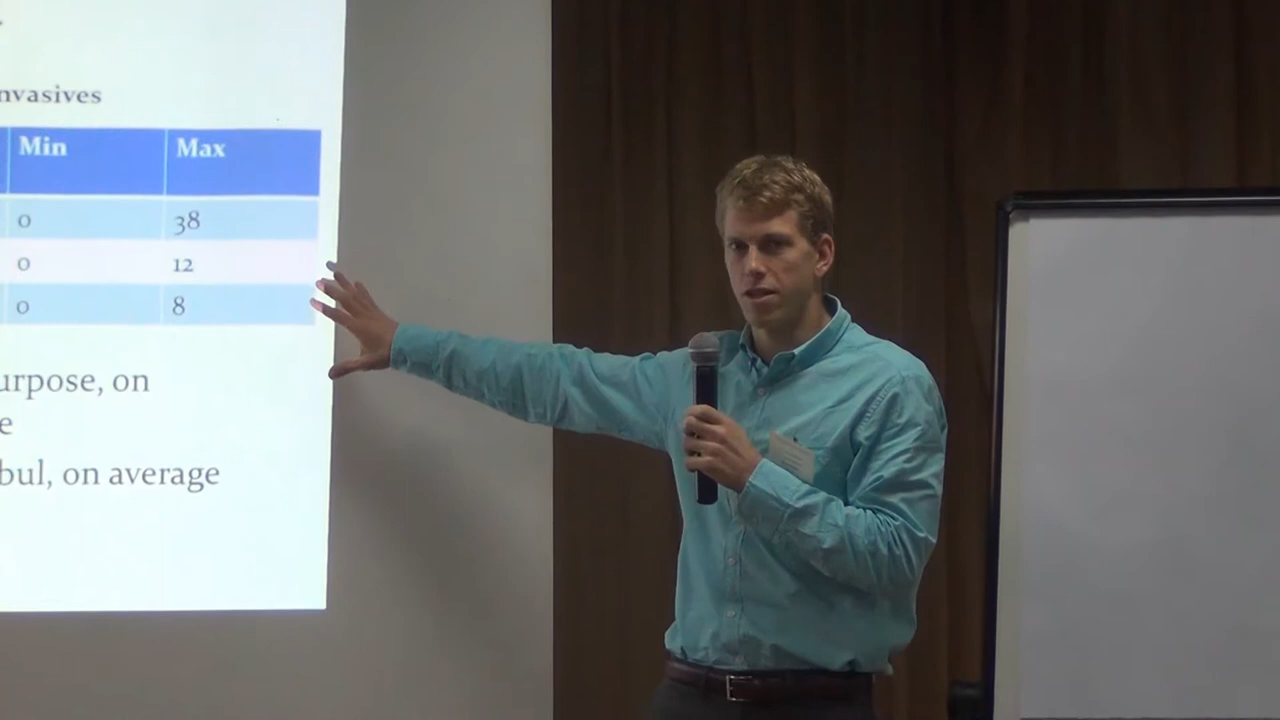 nvasives
Min Max
0 38
0 12
0 8
urpose, on
e
bul, on average